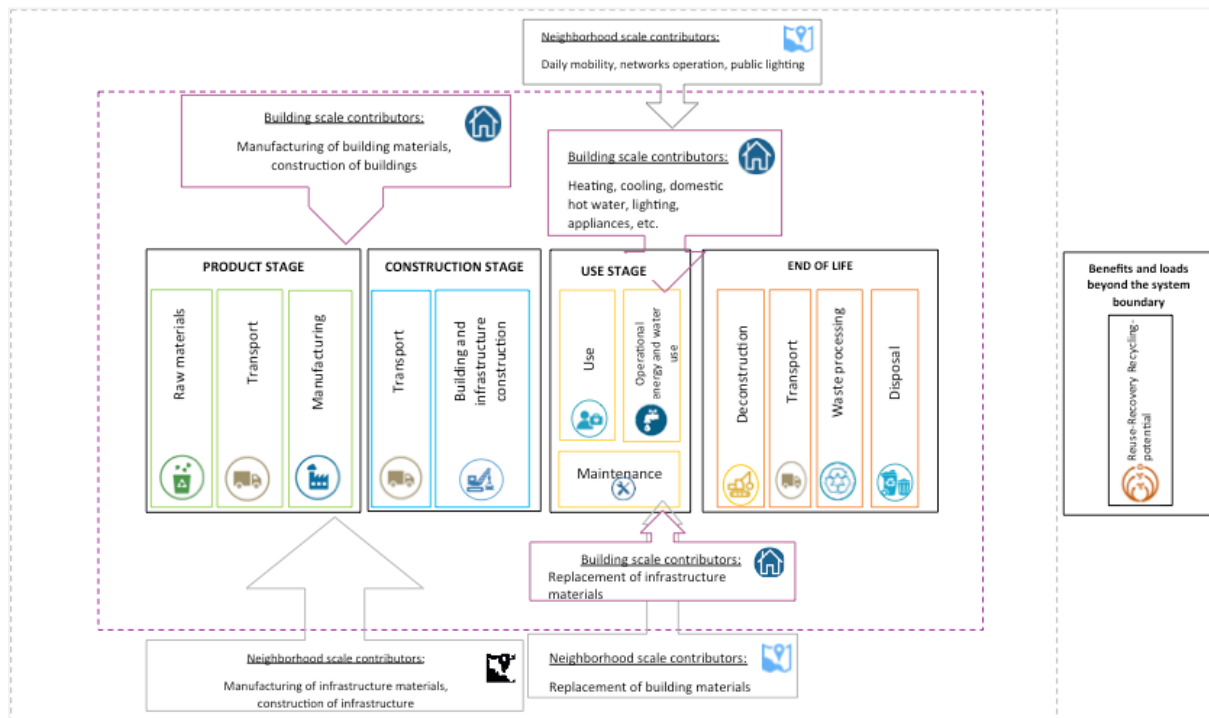 Neighborhood scale contributors:
Daily mobility, networks operation, public lighting
Building scale contributors:
Manufacturing of building materials,
construction of buildings
Building scale contributors:
Heating, cooling, domestic
hot water, lighting,
appliances, etc.
PRODUCT STAGE
Raw materials
Transport
Manufacturing
CONSTRUCTION STAGE
Transport
Building and
infrastructure
construction
USE STAGE
Use
Operational
energy and water
use
Maintenance
END OF LIFE
Deconstruction
Transport
Waste processing
Disposal
Benefits and loads
beyond the system
boundary
Reuse-Recovery Recycling-
potential
Building scale contributors:
Replacement of infrastructure
materials
Neighborhood scale contributors:
Manufacturing of infrastructure materials,
construction of infrastructure
Neighborhood scale contributors:
Replacement of building materials